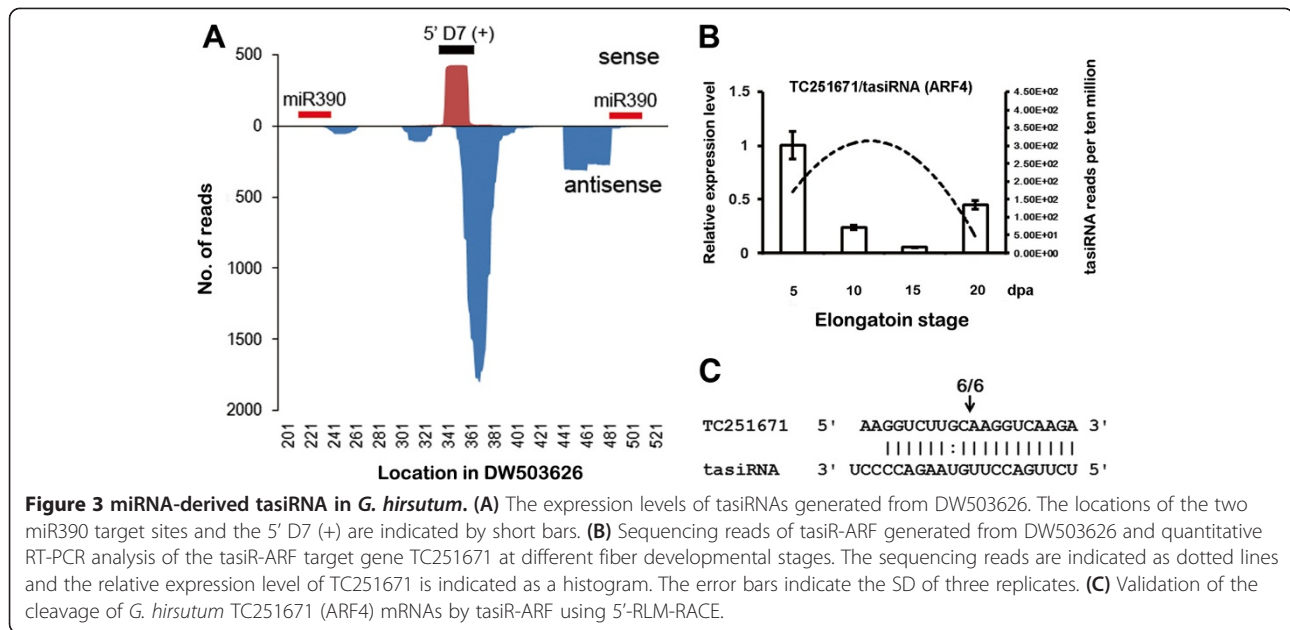 A
5' D7 (+)
500
sense
miR390
miR390
0
antisense
500
1000
1500
2000
No. of reads
201 221 241 261 281 301 321 341 361 381 401 421 441 461 481 501 521
Location in DW503626
B
TC251671/tasiRNA (ARF4)
1.5
1
0.5
0
Relative expression level
4.50E+02
4.00E+02
3.50E+02
3.00E+02
2.50E+02
2.00E+02
1.50E+02
1.00E+02
5.00E+01
0.00E+00
tasiRNA reads per ten million
5 10 15 20 dpa
Elongatoin stage
C
6/6
TC251671 5' AAGGUCUUGCAAGGUCAAGA 3'
||||||:|||||||||||
tasiRNA 3' UCCCCAGAAUGUUCCAGUUCU 5'
Figure 3 miRNA-derived tasiRNA in G. hirsutum. (A) The expression levels of tasiRNAs generated from DW503626. The locations of the two
miR390 target sites and the 5' D7 (+) are indicated by short bars. (B) Sequencing reads of tasiR-ARF generated from DW503626 and quantitative
RT-PCR analysis of the tasiR-ARF target gene TC251671 at different fiber developmental stages. The sequencing reads are indicated as dotted lines
and the relative expression level of TC251671 is indicated as a histogram. The error bars indicate the SD of three replicates. (C) Validation of the
cleavage of G. hirsutum TC251671 (ARF4) mRNAs by tasiR-ARF using 5'-RLM-RACE.